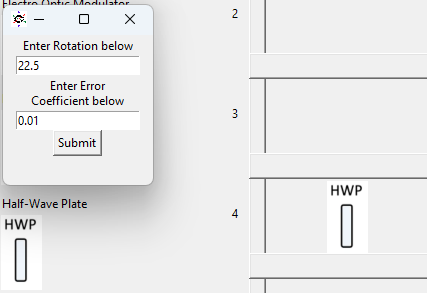 Electro Optic Modulator
2
Enter Rotation below
22.5
Enter Error
Coefficient below
0.01
Submit
3
Half-Wave Plate
HWP
4
HWP